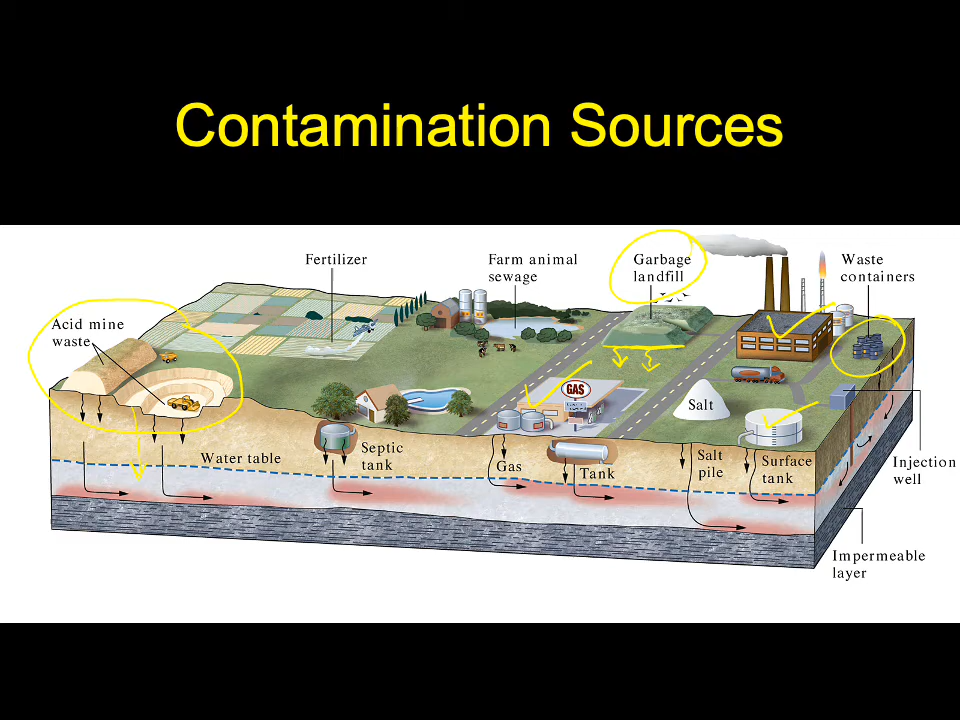 Contamination Sources
Fertilizer
Farm animal
sewage
Garbage
landfill
Waste
containers
Acid mine
waste
GAS
Salt
Water table
Septic
tank
Gas
Tank
Salt
pile
Surface
tank
Injection
well
Impermeable
layer